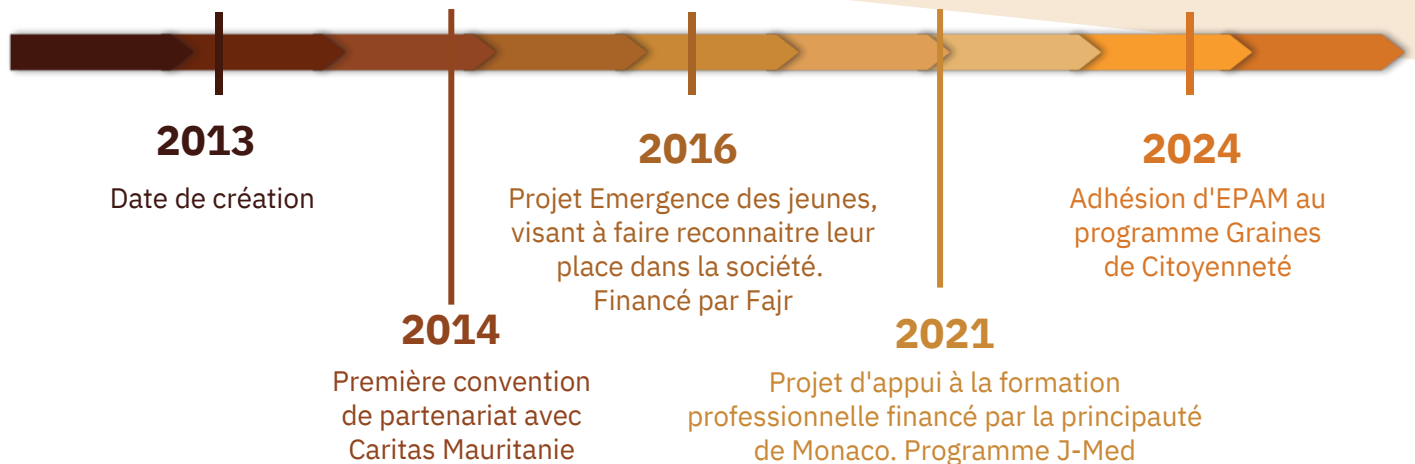 2013
Date de création
2014
Première convention
de partenariat avec
Caritas Mauritanie
2016
Projet Emergence des jeunes,
visant à faire reconnaitre leur
place dans la société.
Financé par Fajr
2021
Projet d'appui à la formation
professionnelle financé par la principauté
de Monaco. Programme J-Med
2024
Adhésion d'EPAM au
programme Graines
de Citoyenneté